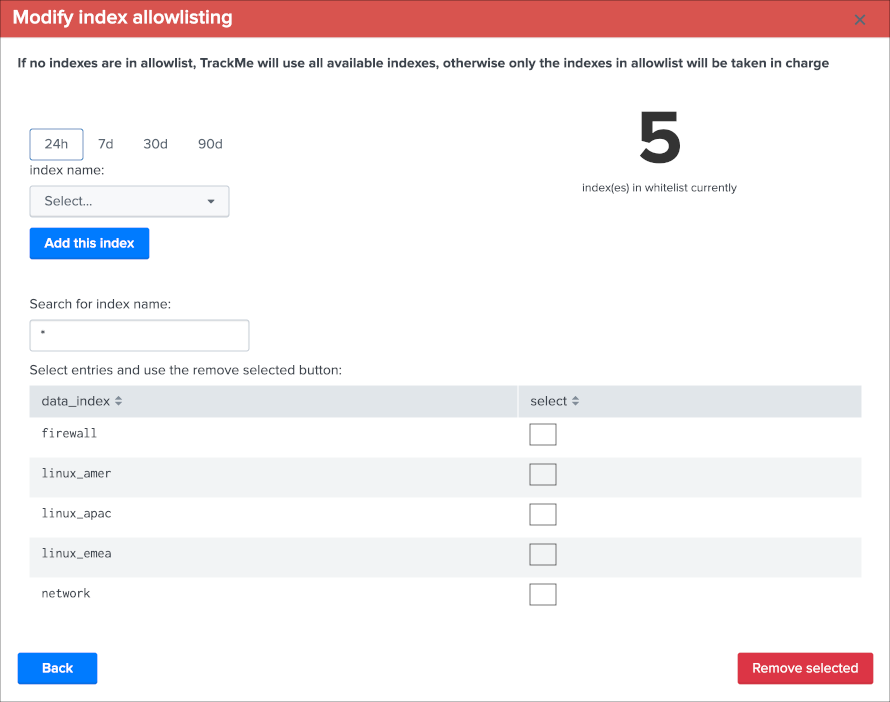 Modify index allowlisting
If no indexes are in allowlist, TrackMe will use all available indexes, otherwise only the indexes in allowlist will be taken in charge
24h 7d 30d 90d
index name:
Select...
Add this index
5
index(es) in whitelist currently
Search for index name:
*
Select entries and use the remove selected button:
data_index select
firewall
linux_amer
linux_apac
linux_emea
network
Back Remove selected